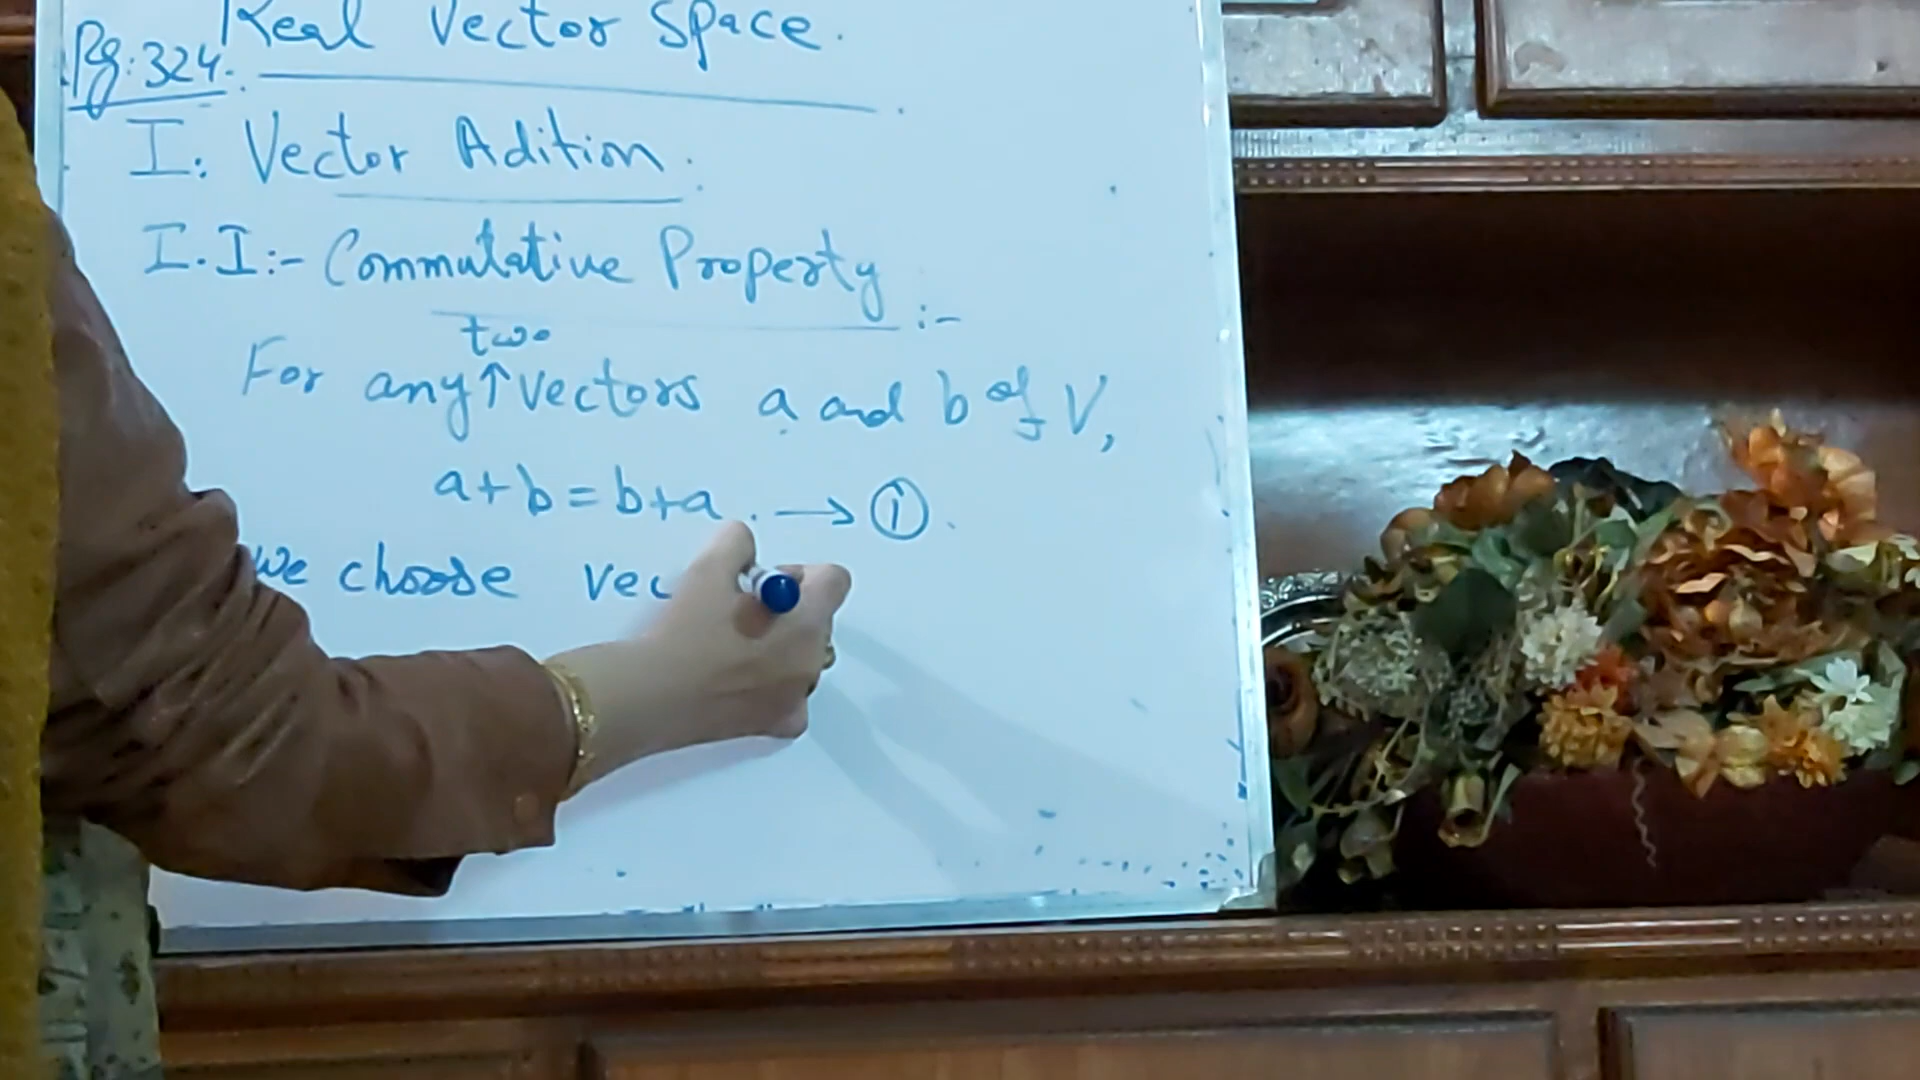 Real Vector Space.
Pg: 324.
I. Vector Adition.
I.I:- Commutative Property :-
two
For any ↑ vectors a and b of V,
a+b = b+a. → ①.
We choose vec